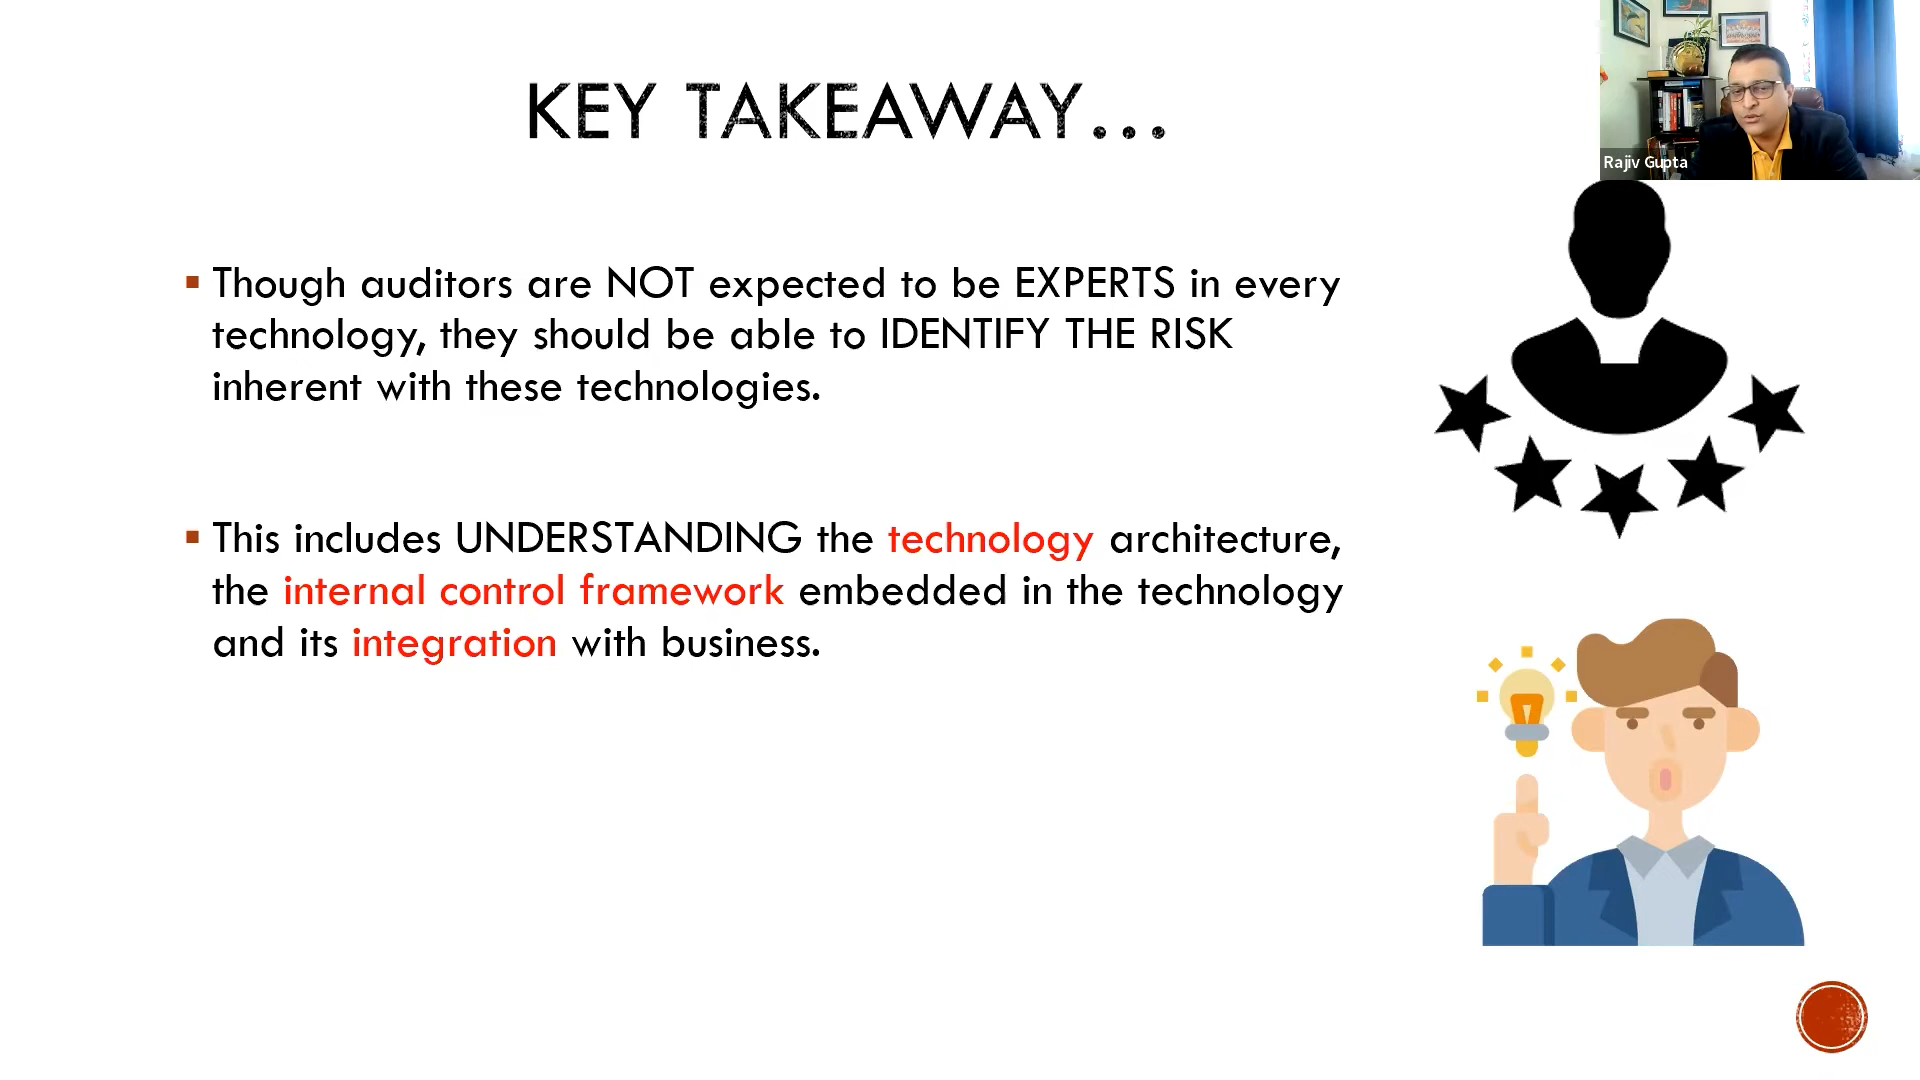 KEY TAKEAWAY...
Rajiv Gupta
Though auditors are NOT expected to be EXPERTS in every
technology, they should be able to IDENTIFY THE RISK
inherent with these technologies.
This includes UNDERSTANDING the technology architecture,
the internal control framework embedded in the technology
and its integration with business.